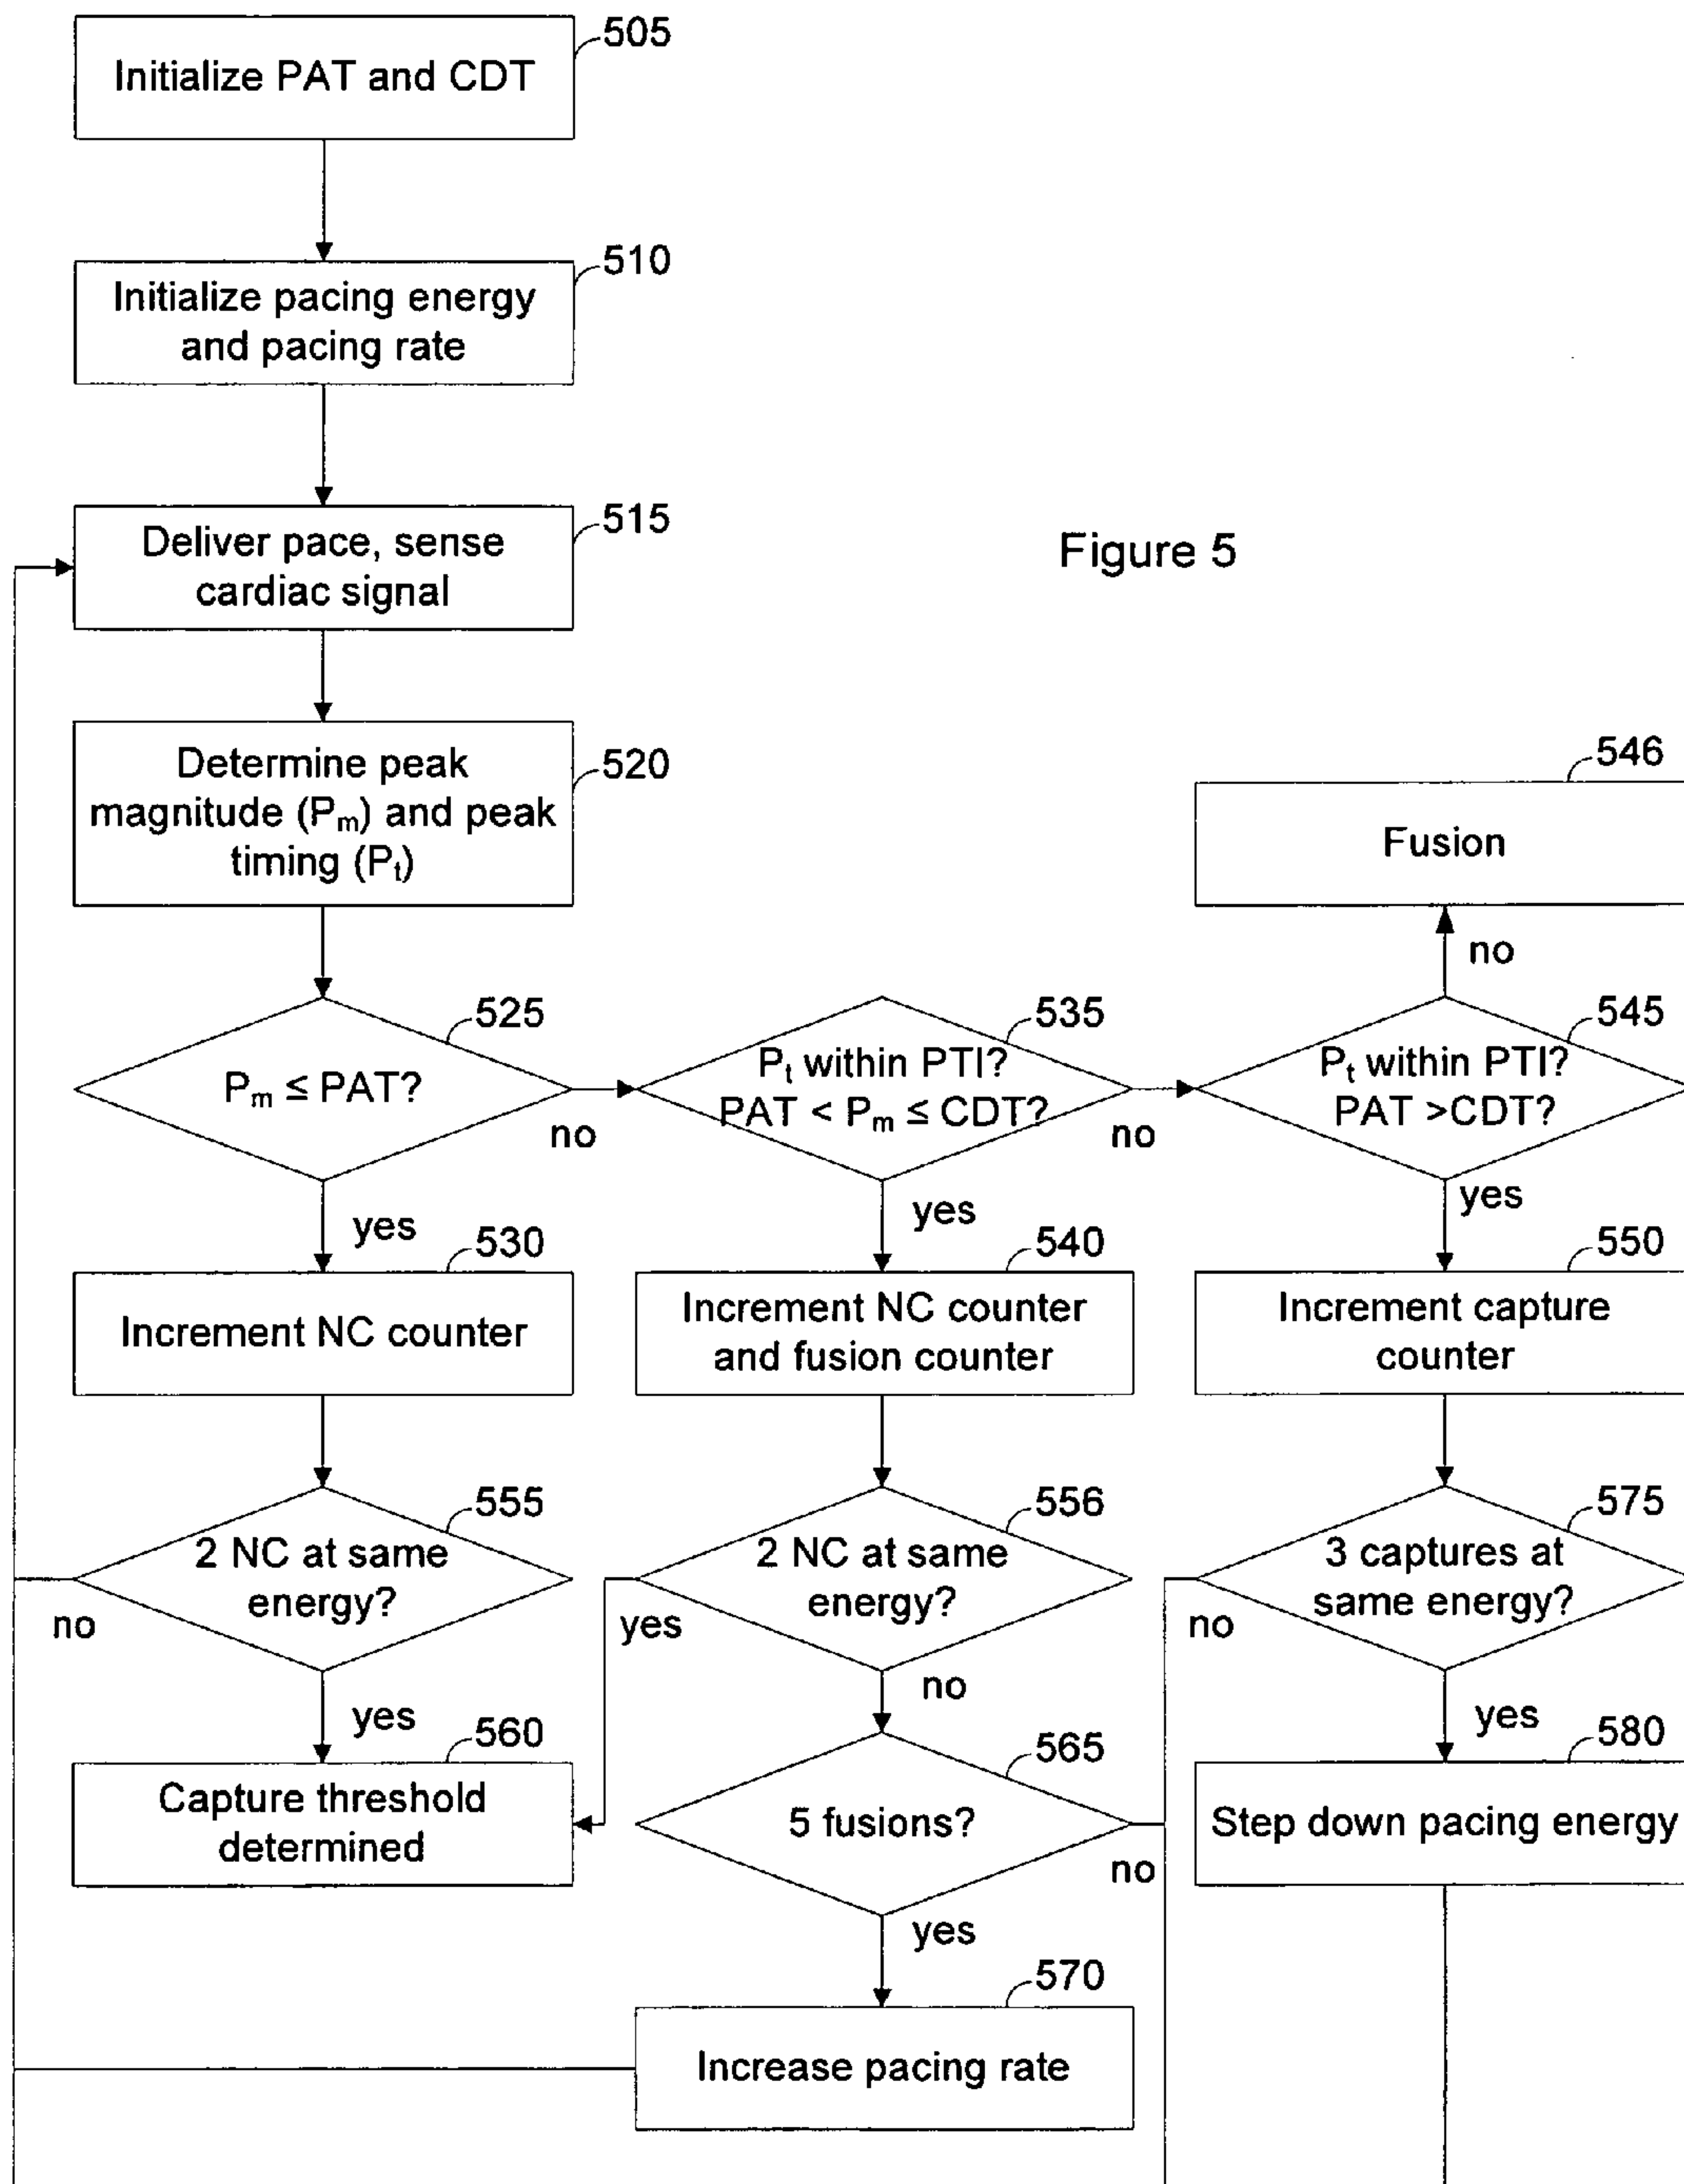 505
Initialize PAT and CDT
510
Initialize pacing energy
and pacing rate
515
Deliver pace, sense
cardiac signal
Figure 5
520
Determine peak
magnitude (Pm) and peak
timing (Pt)
546
Fusion
no
525
Pm ≤ PAT?
no
yes
535
Pt within PTI?
PAT < Pm ≤ CDT?
no
yes
545
Pt within PTI?
PAT >CDT?
yes
530
Increment NC counter
540
Increment NC counter
and fusion counter
550
Increment capture
counter
555
2 NC at same
energy?
no
yes
556
2 NC at same
energy?
yes
no
575
3 captures at
same energy?
no
yes
560
Capture threshold
determined
565
5 fusions?
no
yes
580
Step down pacing energy
570
Increase pacing rate